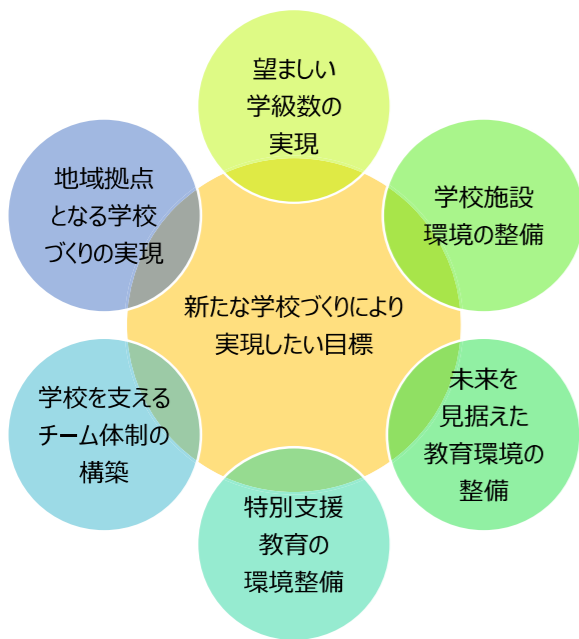 望ましい
学級数の
実現
学校施設
環境の整備
未来を
見据えた
教育環境の
整備
特別支援
教育の
環境整備
学校を支える
チーム体制の
構築
地域拠点
となる学校
づくりの実現
新たな学校づくりにより
実現したい目標